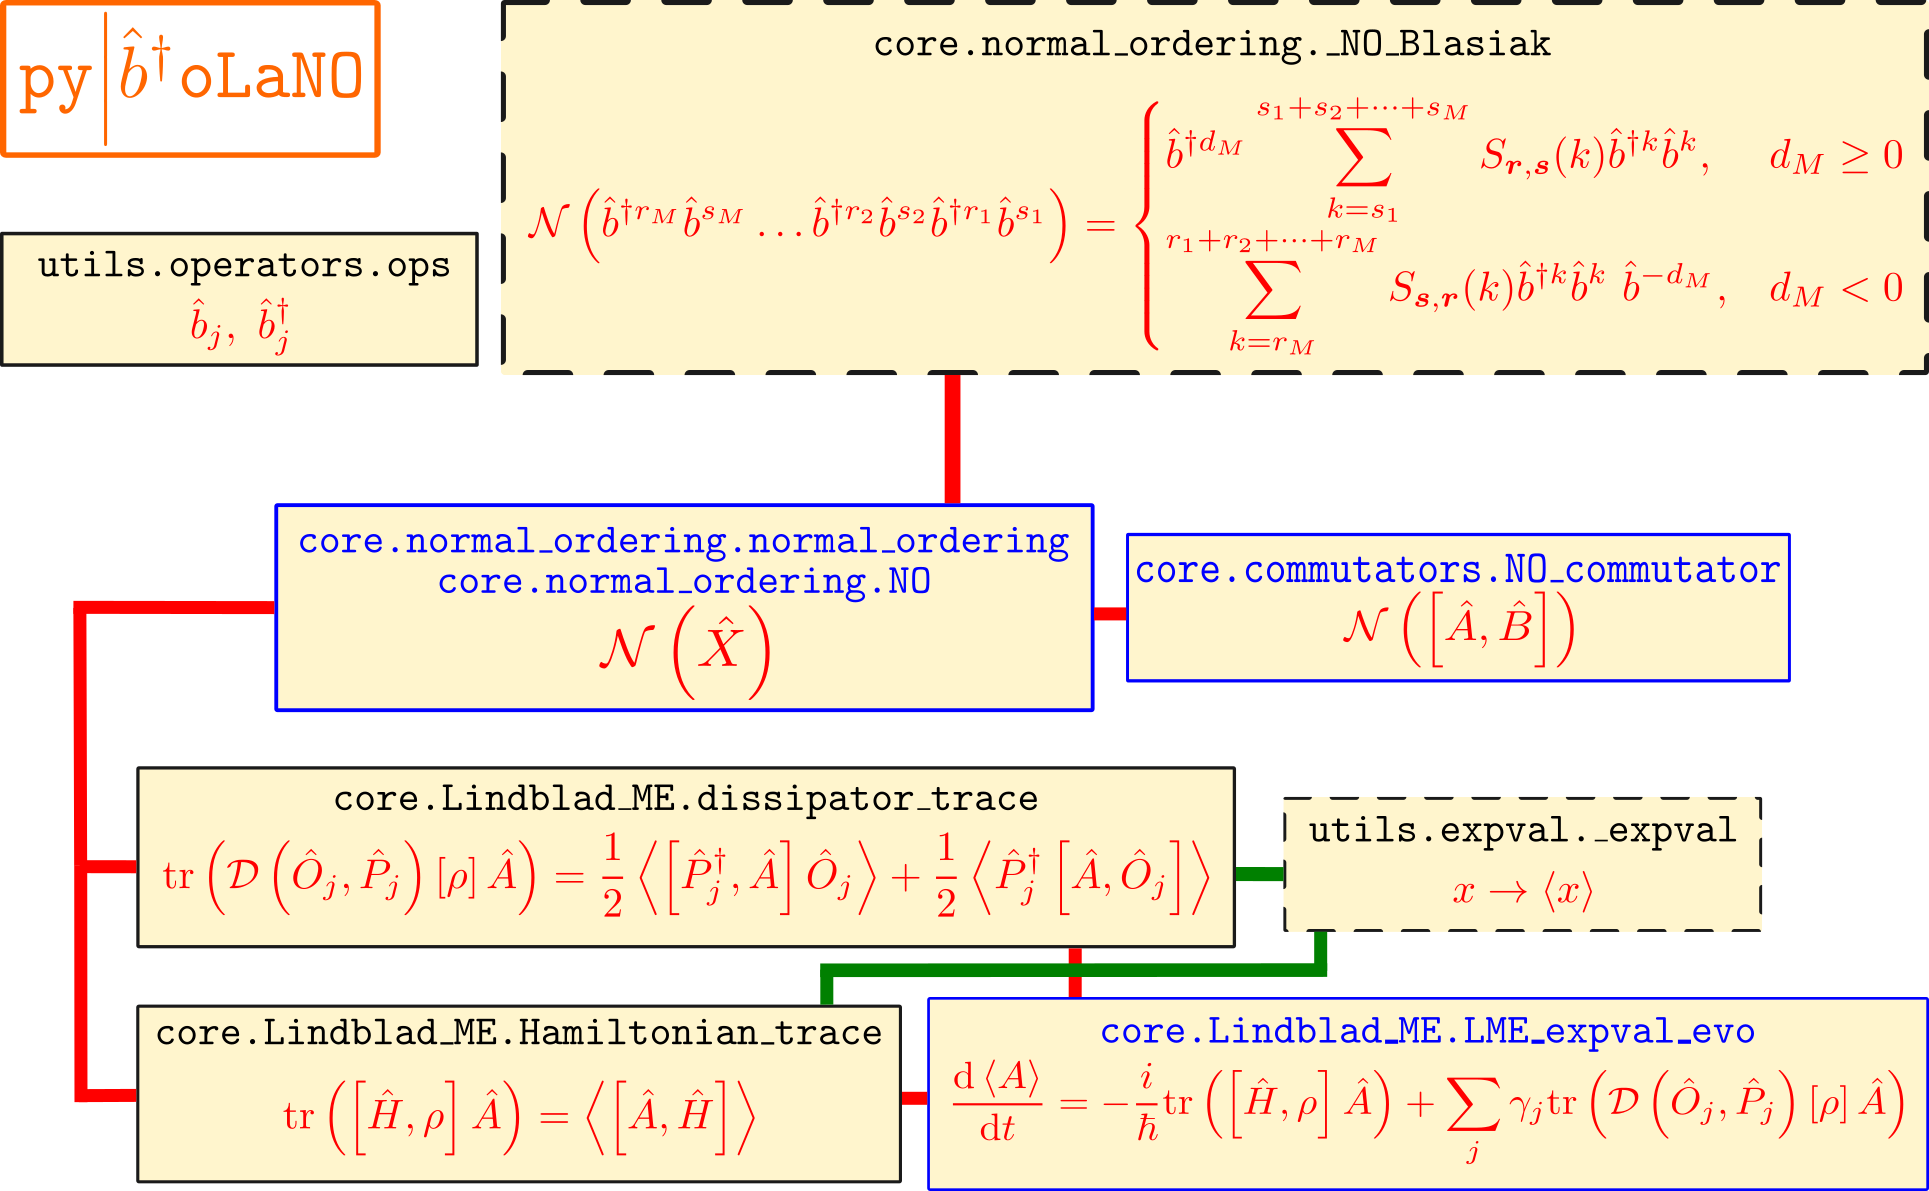 py|b̂†oLaNO
core.normal_ordering._NO_Blasiak
𝒩(b̂^{†r_M} b̂^{s_M} … b̂^{†r_2} b̂^{s_2} b̂^{†r_1} b̂^{s_1}) = { b̂^{†d_M} ∑_{k=s_1}^{s_1+s_2+⋯+s_M} S_{r,s}(k) b̂^{†k} b̂^k, d_M ≥ 0
∑_{k=r_M}^{r_1+r_2+⋯+r_M} S_{s,r}(k) b̂^{†k} b̂^k b̂^{−d_M}, d_M < 0
utils.operators.ops
b̂_j, b̂_j^†
core.normal_ordering.normal_ordering
core.normal_ordering.NO
𝒩(X̂)
core.commutators.NO_commutator
𝒩([Â, B̂])
core.Lindblad_ME.dissipator_trace
tr(𝒟(Ô_j, P̂_j)[ρ]Â) = 1/2 ⟨[P̂_j^†, Â]Ô_j⟩ + 1/2 ⟨P̂_j^†[Â, Ô_j]⟩
utils.expval._expval
x → ⟨x⟩
core.Lindblad_ME.Hamiltonian_trace
tr([Ĥ, ρ]Â) = ⟨[Â, Ĥ]⟩
core.Lindblad_ME.LME_expval_evo
d⟨A⟩/dt = −i/ħ tr([Ĥ, ρ]Â) + ∑_j γ_j tr(𝒟(Ô_j, P̂_j)[ρ]Â)